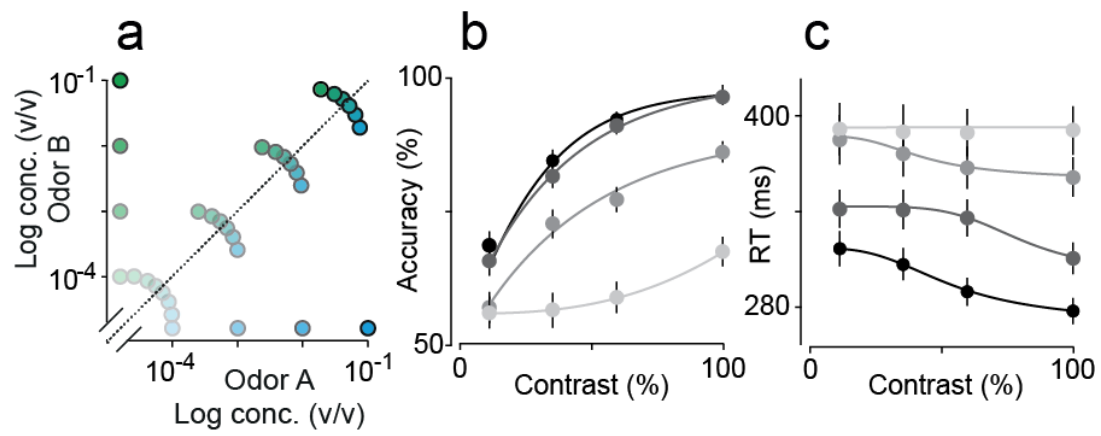 a
b
c
Log conc. (v/v)
Odor B
10⁻¹
10⁻⁴
10⁻⁴
10⁻¹
Odor A
Log conc. (v/v)
Accuracy (%)
100
50
0
100
Contrast (%)
RT (ms)
400
280
0
100
Contrast (%)